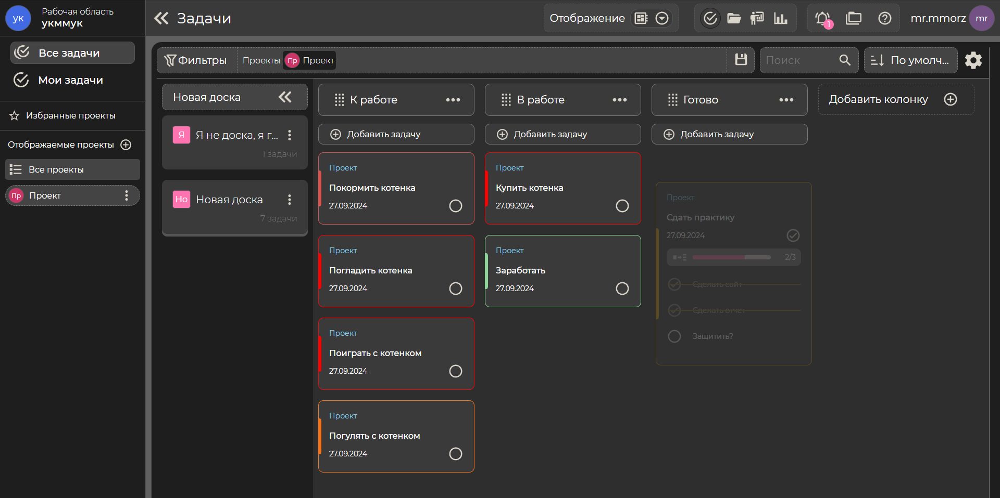 ук
Рабочая область
укммук
Задачи
Отображение
1
mr.mmorz
mr
Все задачи
Мои задачи
Избранные проекты
Отображаемые проекты
Все проекты
Пр Проект
Фильтры
Проекты Пр Проект
Поиск
По умолч...
Новая доска
Я Я не доска, я г...
1 задачи
Но Новая доска
7 задачи
К работе
Добавить задачу
Проект
Покормить котенка
27.09.2024
Проект
Погладить котенка
27.09.2024
Проект
Поиграть с котенком
27.09.2024
Проект
Погулять с котенком
27.09.2024
В работе
Добавить задачу
Проект
Купить котенка
27.09.2024
Проект
Заработать
27.09.2024
Готово
Добавить задачу
Проект
Сдать практику
27.09.2024
2/3
Сделать сайт
Сделать отчет
Защитить?
Добавить колонку